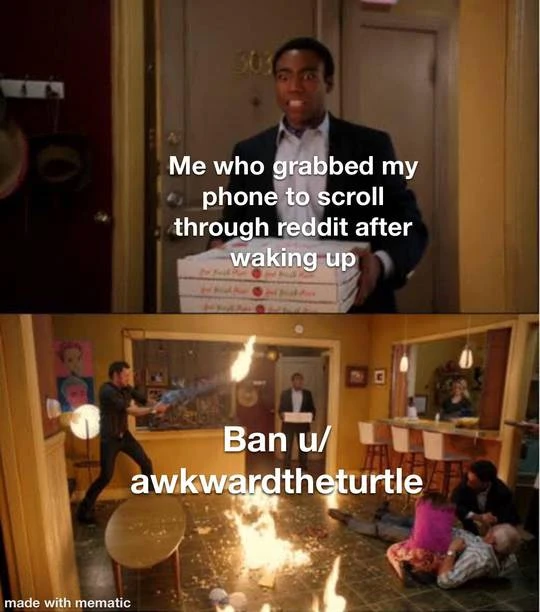 Me who grabbed my
phone to scroll
through reddit after
waking up
Ban u/
awkwardtheturtle
made with mematic